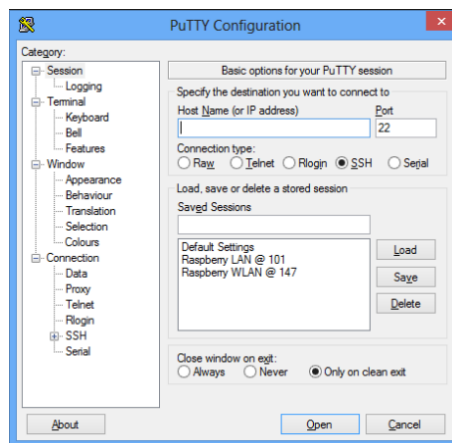 PuTTY Configuration
Category:
Session
Logging
Terminal
Keyboard
Bell
Features
Window
Appearance
Behaviour
Translation
Selection
Colours
Connection
Data
Proxy
Telnet
Rlogin
SSH
Serial
Basic options for your PuTTY session
Specify the destination you want to connect to
Host Name (or IP address) Port
22
Connection type:
Raw Telnet Rlogin SSH Serial
Load, save or delete a stored session
Saved Sessions
Default Settings
Raspberry LAN @ 101
Raspberry WLAN @ 147
Load
Save
Delete
Close window on exit:
Always Never Only on clean exit
About Open Cancel